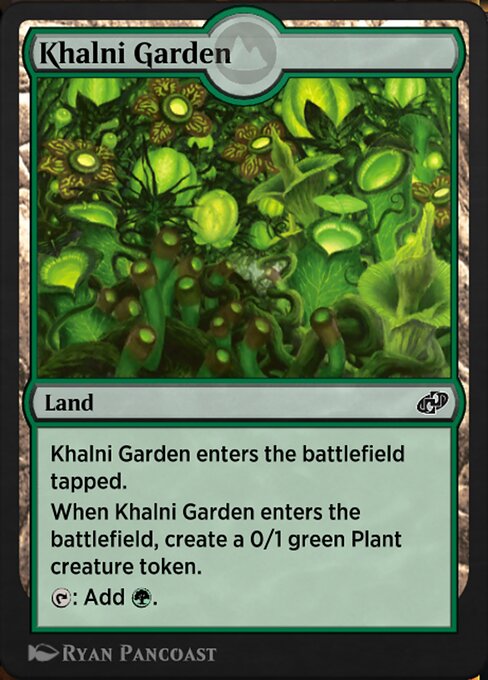 Khalni Garden
Land
Khalni Garden enters the battlefield
tapped.
When Khalni Garden enters the
battlefield, create a 0/1 green Plant
creature token.
: Add .
Ryan Pancoast